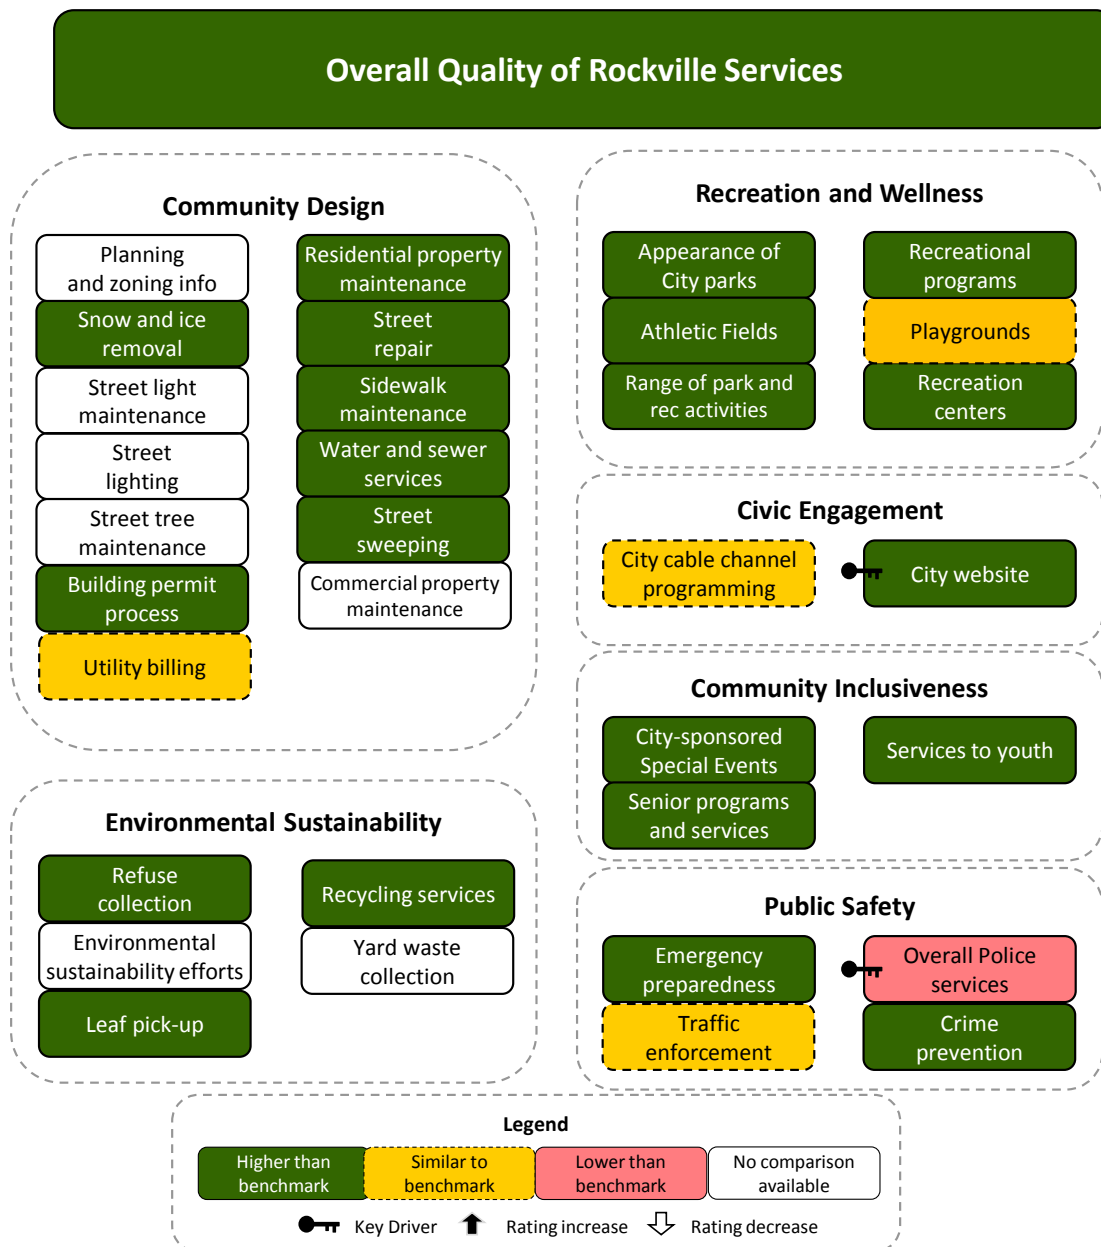 Overall Quality of Rockville Services
Community Design
Planning
and zoning info
Snow and ice
removal
Street light
maintenance
Street
lighting
Street tree
maintenance
Building permit
process
Utility billing
Residential property
maintenance
Street
repair
Sidewalk
maintenance
Water and sewer
services
Street
sweeping
Commercial property
maintenance
Environmental Sustainability
Refuse
collection
Environmental
sustainability efforts
Leaf pick-up
Recycling services
Yard waste
collection
Recreation and Wellness
Appearance of
City parks
Athletic Fields
Range of park and
rec activities
Recreational
programs
Playgrounds
Recreation
centers
Civic Engagement
City cable channel
programming
City website
Community Inclusiveness
City-sponsored
Special Events
Senior programs
and services
Services to youth
Public Safety
Emergency
preparedness
Traffic
enforcement
Overall Police
services
Crime
prevention
Legend
Higher than
benchmark
Similar to
benchmark
Lower than
benchmark
No comparison
available
Key Driver
Rating increase
Rating decrease